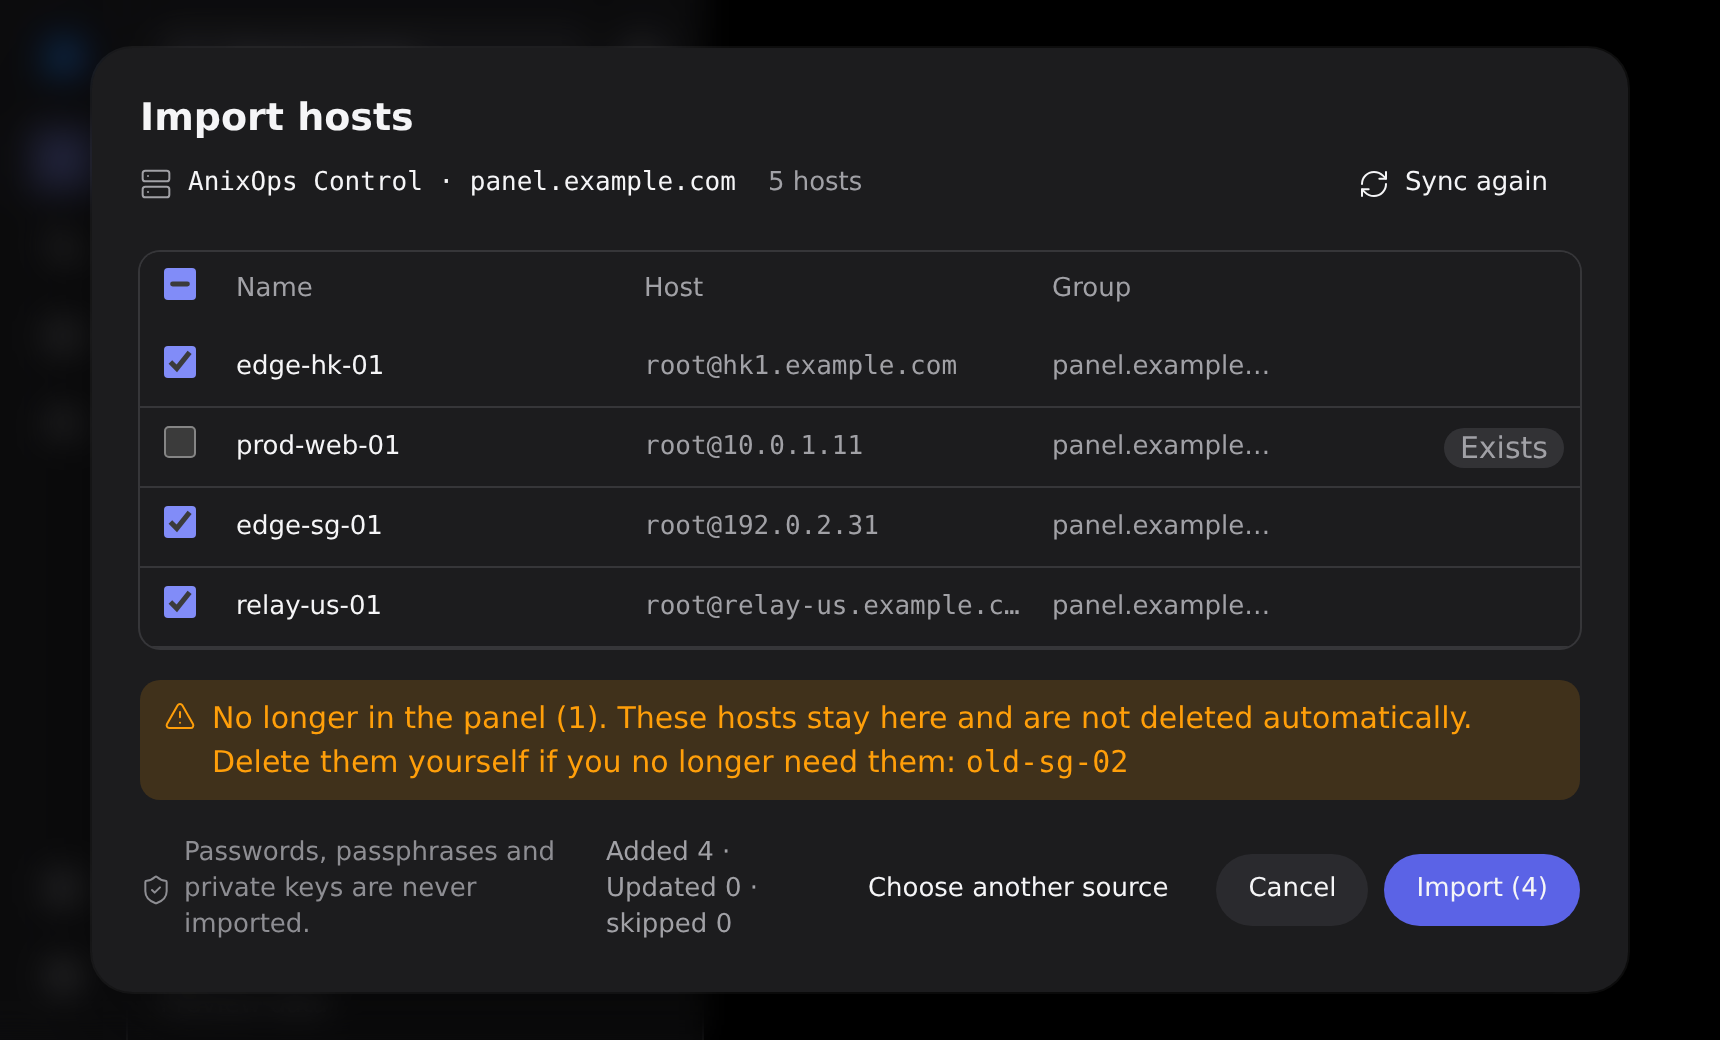 Import hosts
AnixOps Control · panel.example.com 5 hosts Sync again
Name Host Group
edge-hk-01 root@hk1.example.com panel.example…
prod-web-01 root@10.0.1.11 panel.example… Exists
edge-sg-01 root@192.0.2.31 panel.example…
relay-us-01 root@relay-us.example.c… panel.example…
No longer in the panel (1). These hosts stay here and are not deleted automatically.
Delete them yourself if you no longer need them: old-sg-02
Passwords, passphrases and
private keys are never
imported.
Added 4 ·
Updated 0 ·
skipped 0
Choose another source
Cancel
Import (4)